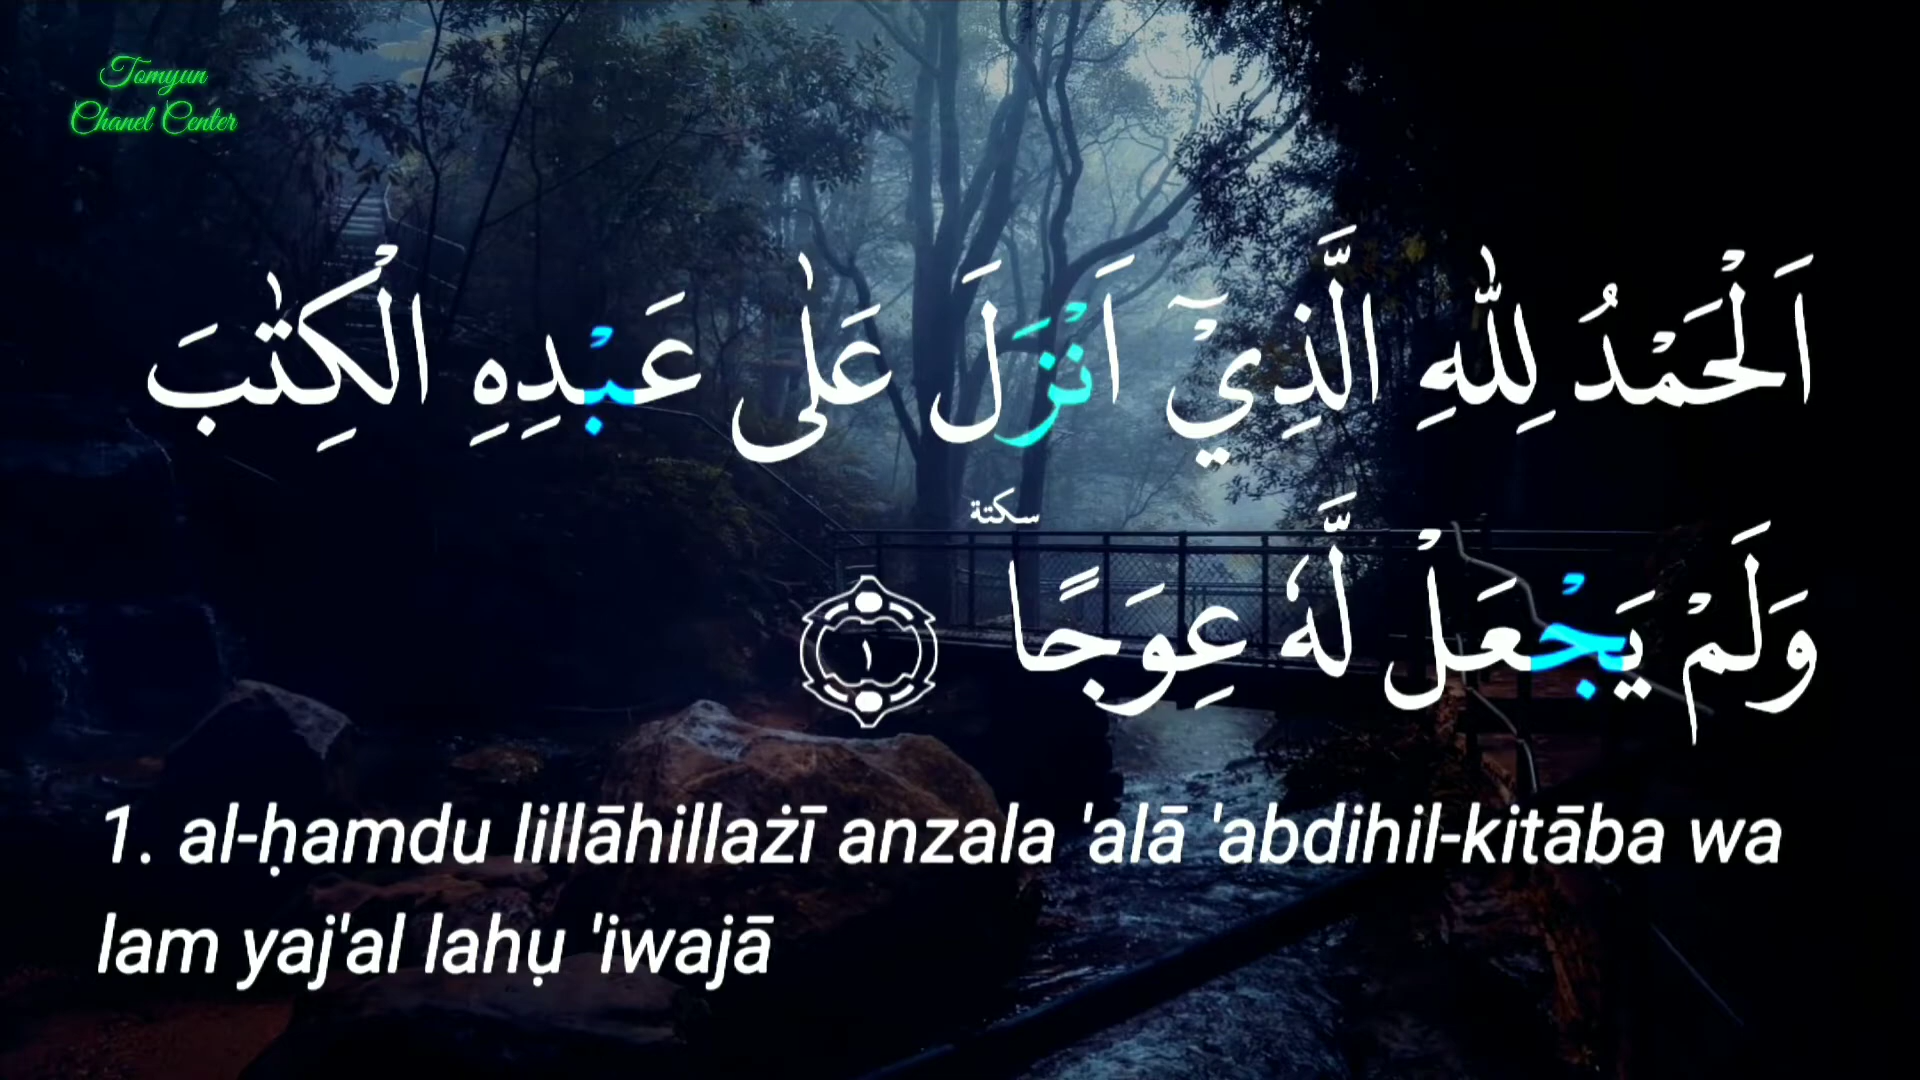 Tomyun
Chanel Center
اَلْحَمْدُ لِلّٰهِ الَّذِيْٓ اَنْزَلَ عَلٰى عَبْدِهِ الْكِتٰبَ
سكتة
وَلَمْ يَجْعَلْ لَّهٗ عِوَجًا ١
1. al-ḥamdu lillāhillażī anzala 'alā 'abdihil-kitāba wa
lam yaj'al lahụ 'iwajā